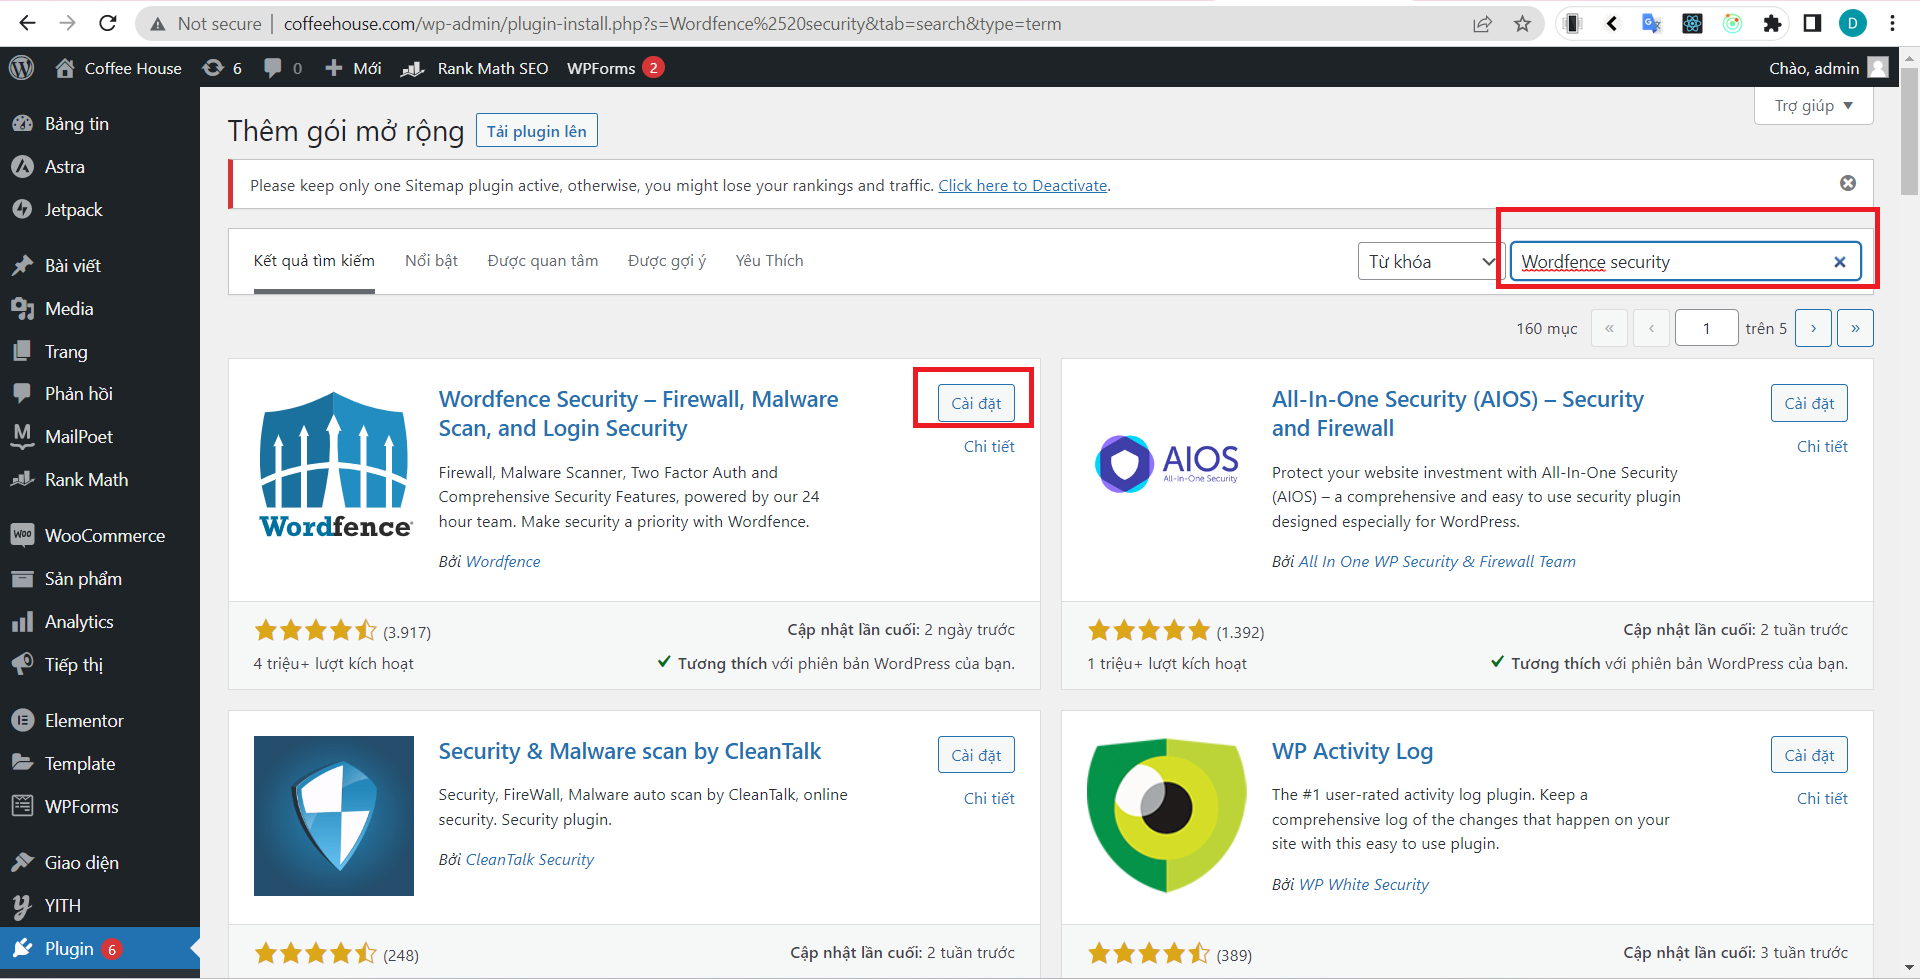 Not secure | coffeehouse.com/wp-admin/plugin-install.php?s=Wordfence%2520security&tab=search&type=term
D
Coffee House 6 0 Mới Rank Math SEO WPForms 2 Chào, admin
Trợ giúp
Bảng tin
Astra
Jetpack
Bài viết
Media
Trang
Phản hồi
MailPoet
Rank Math
WooCommerce
Sản phẩm
Analytics
Tiếp thị
Elementor
Template
WPForms
Giao diện
YITH
Plugin 6
Thêm gói mở rộng Tải plugin lên
Please keep only one Sitemap plugin active, otherwise, you might lose your rankings and traffic. Click here to Deactivate.
Kết quả tìm kiếm Nổi bật Được quan tâm Được gợi ý Yêu Thích Từ khóa Wordfence security
160 mục « ‹ 1 trên 5 › »
Wordfence
Wordfence Security – Firewall, Malware
Scan, and Login Security
Cài đặt
Chi tiết
Firewall, Malware Scanner, Two Factor Auth and
Comprehensive Security Features, powered by our 24
hour team. Make security a priority with Wordfence.
Bởi Wordfence
(3.917) Cập nhật lần cuối: 2 ngày trước
4 triệu+ lượt kích hoạt Tương thích với phiên bản WordPress của bạn.
AIOS
All-In-One Security
All-In-One Security (AIOS) – Security
and Firewall
Cài đặt
Chi tiết
Protect your website investment with All-In-One Security
(AIOS) – a comprehensive and easy to use security plugin
designed especially for WordPress.
Bởi All In One WP Security & Firewall Team
(1.392) Cập nhật lần cuối: 2 tuần trước
1 triệu+ lượt kích hoạt Tương thích với phiên bản WordPress của bạn.
Security & Malware scan by CleanTalk
Cài đặt
Chi tiết
Security, FireWall, Malware auto scan by CleanTalk, online
security. Security plugin.
Bởi CleanTalk Security
(248) Cập nhật lần cuối: 2 tuần trước
WP Activity Log
Cài đặt
Chi tiết
The #1 user-rated activity log plugin. Keep a
comprehensive log of the changes that happen on your
site with this easy to use plugin.
Bởi WP White Security
(389) Cập nhật lần cuối: 3 tuần trước